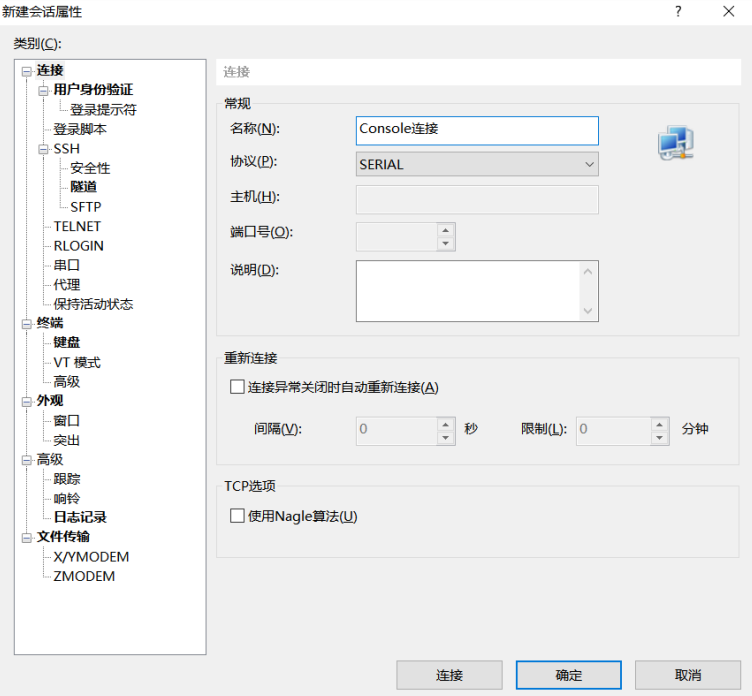 新建会话属性
?
类别(C):
连接
用户身份验证
登录提示符
登录脚本
SSH
安全性
隧道
SFTP
TELNET
RLOGIN
串口
代理
保持活动状态
终端
键盘
VT 模式
高级
外观
窗口
突出
高级
跟踪
响铃
日志记录
文件传输
X/YMODEM
ZMODEM
连接
常规
名称(N): Console连接
协议(P): SERIAL
主机(H):
端口号(O):
说明(D):
重新连接
连接异常关闭时自动重新连接(A)
间隔(V): 0 秒 限制(L): 0 分钟
TCP选项
使用Nagle算法(U)
连接 确定 取消